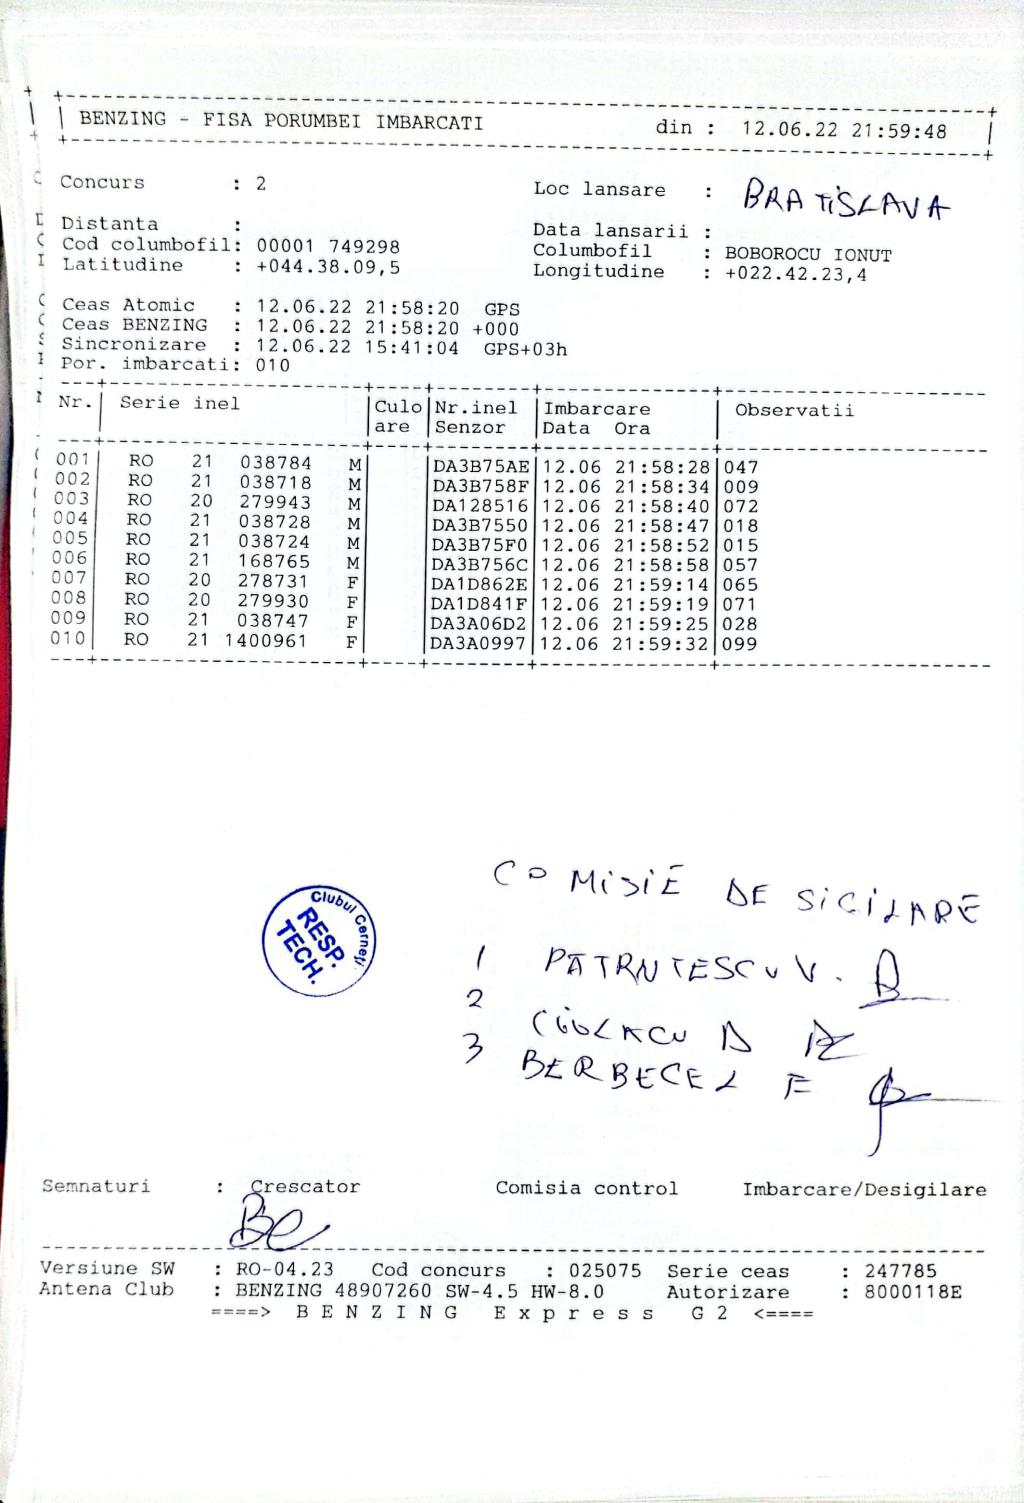 BENZING - FISA PORUMBEI IMBARCATI din : 12.06.22 21:59:48
Concurs : 2 Loc lansare : BRATISLAVA
Distanta : Data lansarii :
Cod columbofil: 00001 749298 Columbofil : BOBOROCU IONUT
Latitudine : +044.38.09,5 Longitudine : +022.42.23,4
Ceas Atomic : 12.06.22 21:58:20 GPS
Ceas BENZING : 12.06.22 21:58:20 +000
Sincronizare : 12.06.22 15:41:04 GPS+03h
Por. imbarcati: 010
Nr. Serie inel Culo Nr.inel Imbarcare Observatii
are Senzor Data Ora
001 RO 21 038784 M DA3B75AE 12.06 21:58:28 047
002 RO 21 038718 M DA3B758F 12.06 21:58:34 009
003 RO 20 279943 M DA128516 12.06 21:58:40 072
004 RO 21 038728 M DA3B7550 12.06 21:58:47 018
005 RO 21 038724 M DA3B75F0 12.06 21:58:52 015
006 RO 21 168765 M DA3B756C 12.06 21:58:58 057
007 RO 20 278731 F DA1D862E 12.06 21:59:14 065
008 RO 20 279930 F DA1D841F 12.06 21:59:19 071
009 RO 21 038747 F DA3A06D2 12.06 21:59:25 028
010 RO 21 1400961 F DA3A0997 12.06 21:59:32 099
COMISIE DE SIGILARE
Clubul Cerneți
RESP.
TECH.
1 PATRUTESCU V.
2 CIOLACU D
3 BERBECEL F
Semnaturi : Crescator Comisia control Imbarcare/Desigilare
Versiune SW : RO-04.23 Cod concurs : 025075 Serie ceas : 247785
Antena Club : BENZING 48907260 SW-4.5 HW-8.0 Autorizare : 8000118E
====> B E N Z I N G E x p r e s s G 2 <====